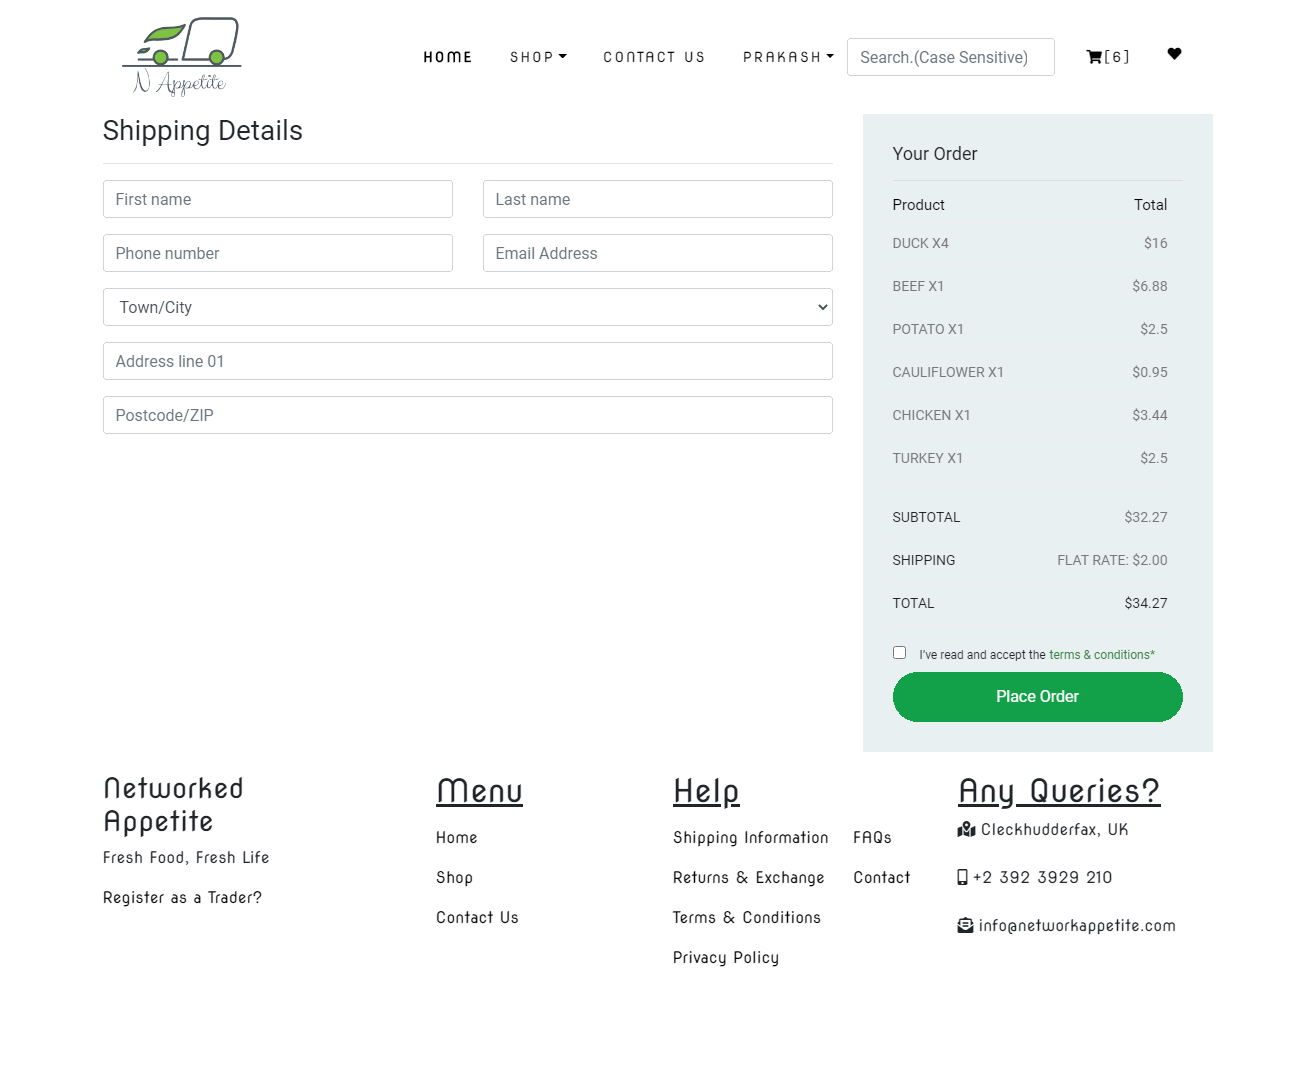 N Appetite
HOME SHOP CONTACT US PRAKASH Search.(Case Sensitive) [6]
Shipping Details
First name Last name
Phone number Email Address
Town/City
Address line 01
Postcode/ZIP
Your Order
Product Total
DUCK X4 $16
BEEF X1 $6.88
POTATO X1 $2.5
CAULIFLOWER X1 $0.95
CHICKEN X1 $3.44
TURKEY X1 $2.5
SUBTOTAL $32.27
SHIPPING FLAT RATE: $2.00
TOTAL $34.27
I've read and accept the terms & conditions*
Place Order
Networked
Appetite
Fresh Food, Fresh Life
Register as a Trader?
Menu
Home
Shop
Contact Us
Help
Shipping Information FAQs
Returns & Exchange Contact
Terms & Conditions
Privacy Policy
Any Queries?
Cleckhudderfax, UK
+2 392 3929 210
info@networkappetite.com